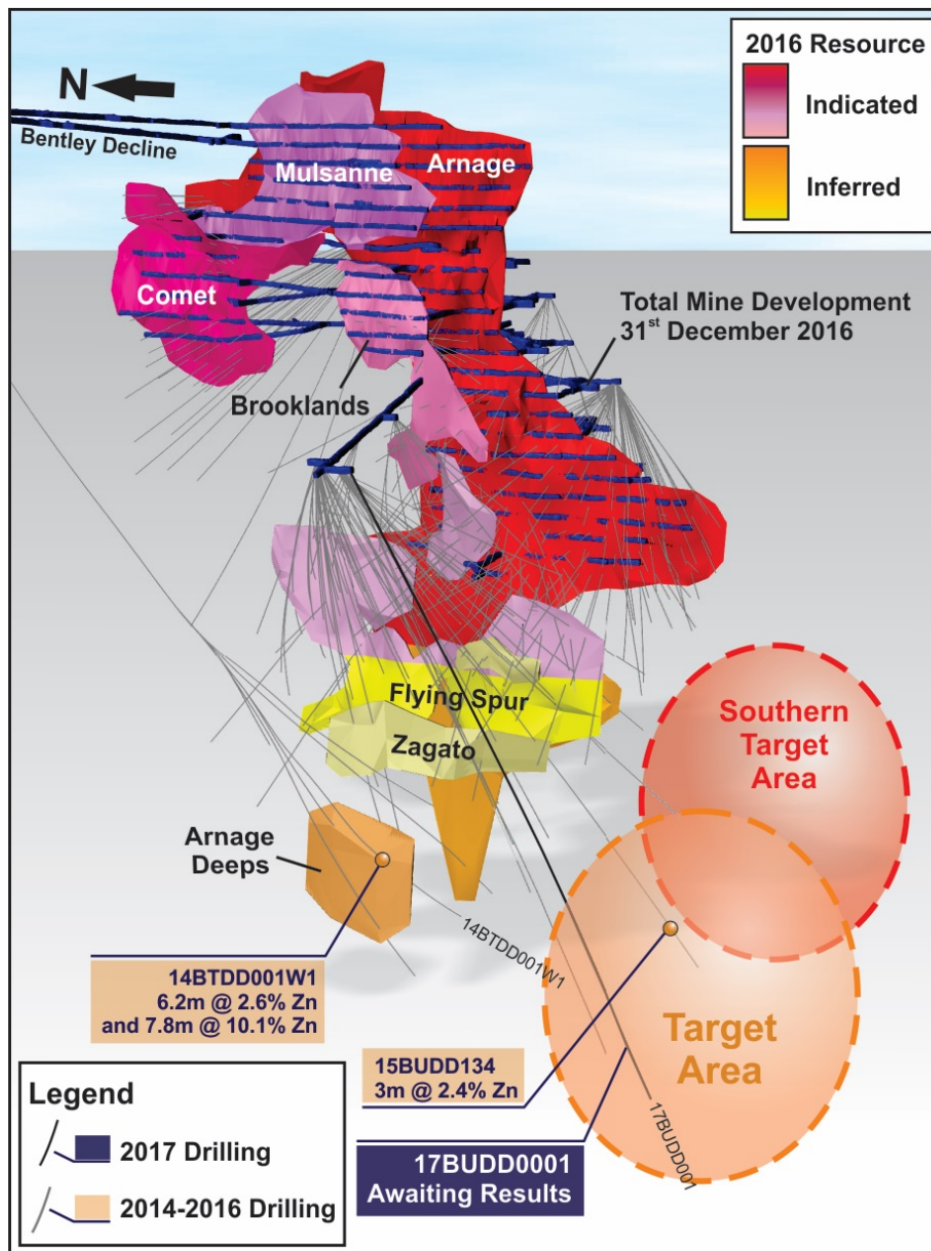 2016 Resource
Indicated
Inferred
N
Bentley Decline
Mulsanne
Arnage
Comet
Total Mine Development
31st December 2016
Brooklands
Flying Spur
Zagato
Southern
Target
Area
Arnage
Deeps
14BTDD001W1
14BTDD001W1
6.2m @ 2.6% Zn
and 7.8m @ 10.1% Zn
Target
Area
15BUDD134
3m @ 2.4% Zn
17BUDD001
17BUDD0001
Awaiting Results
Legend
2017 Drilling
2014-2016 Drilling